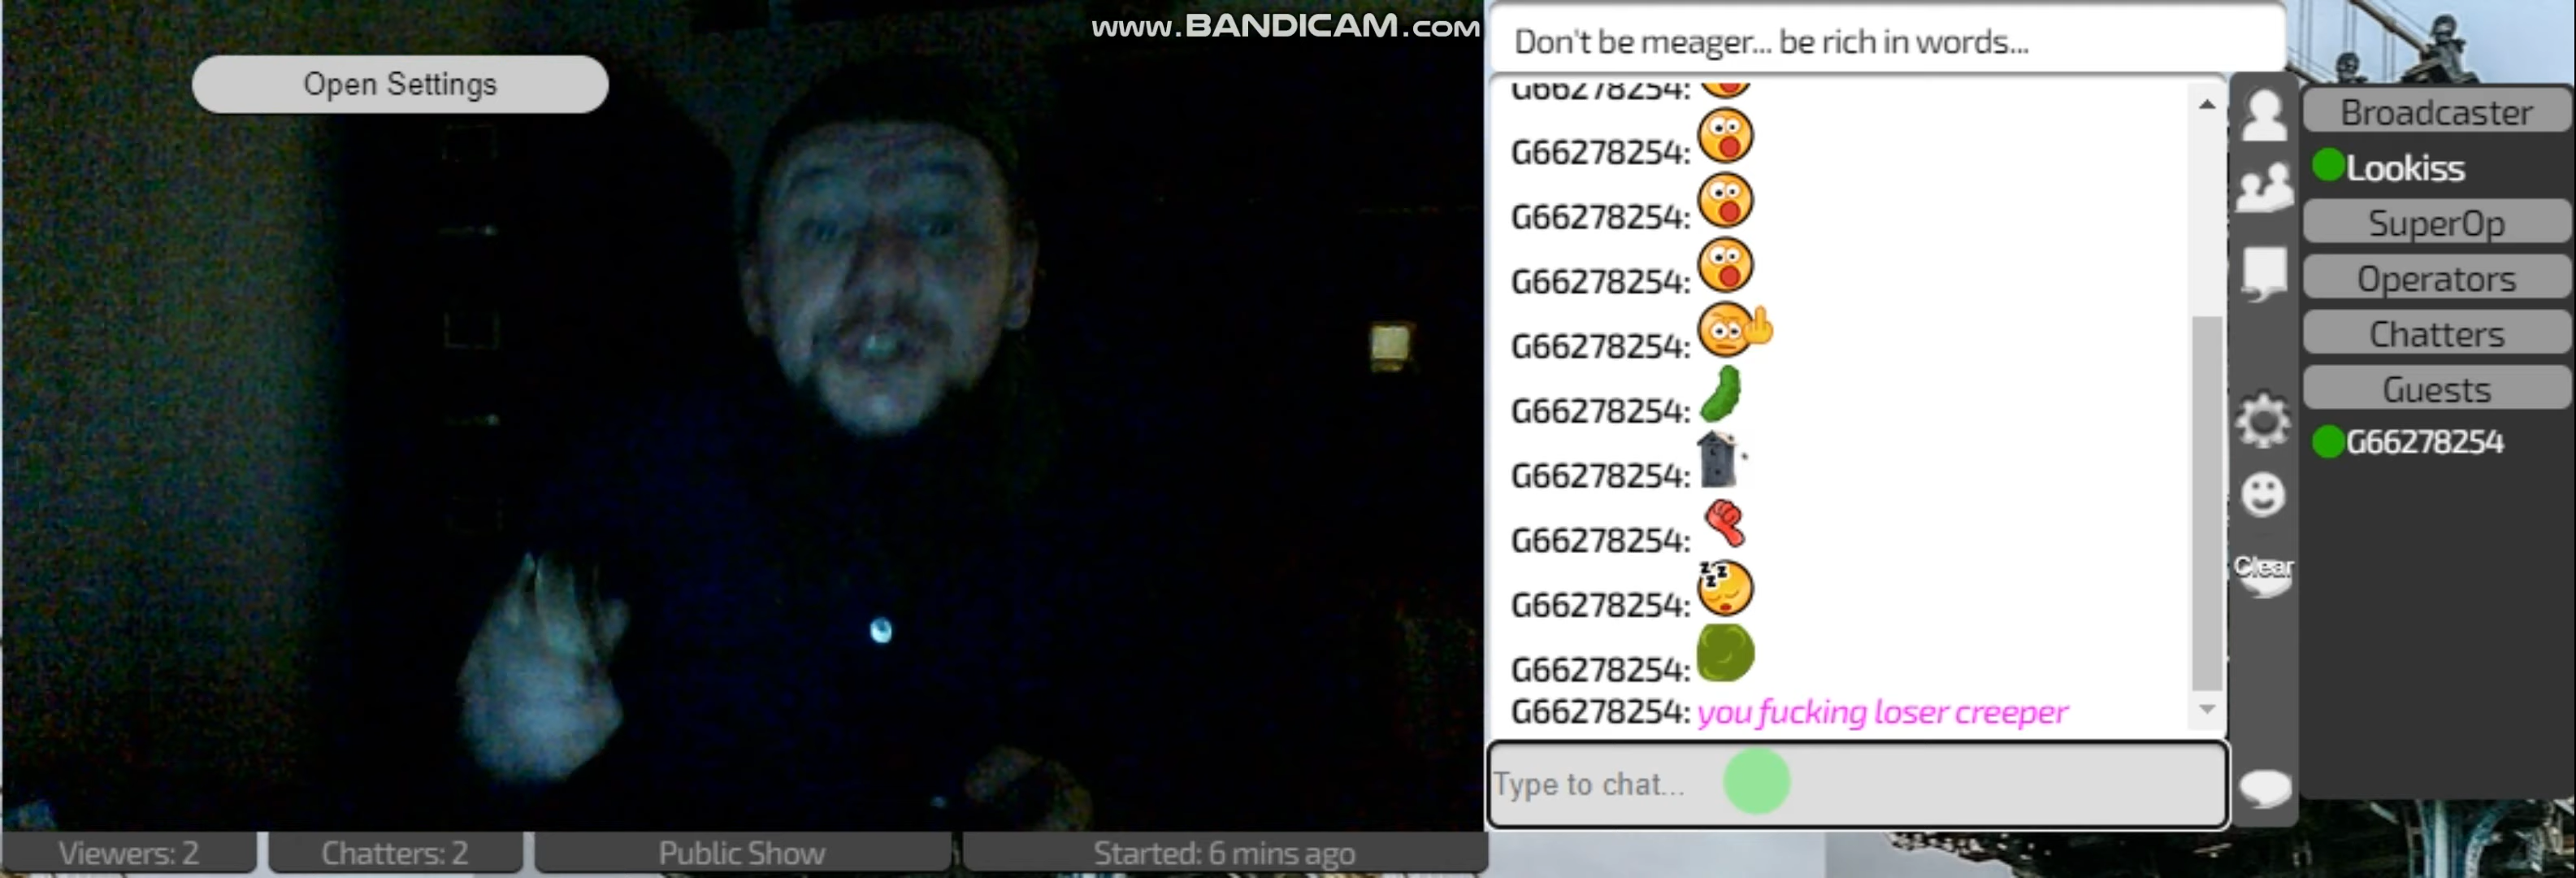 www.BANDICAM.com
Open Settings
Don't be meager... be rich in words...
G66278254:
G66278254:
G66278254:
G66278254:
G66278254:
G66278254:
G66278254:
G66278254:
G66278254:
G66278254:
G66278254: you fucking loser creeper
Type to chat...
Clear
Broadcaster
Lookiss
SuperOp
Operators
Chatters
Guests
G66278254
Viewers: 2
Chatters: 2
Public Show
Started: 6 mins ago